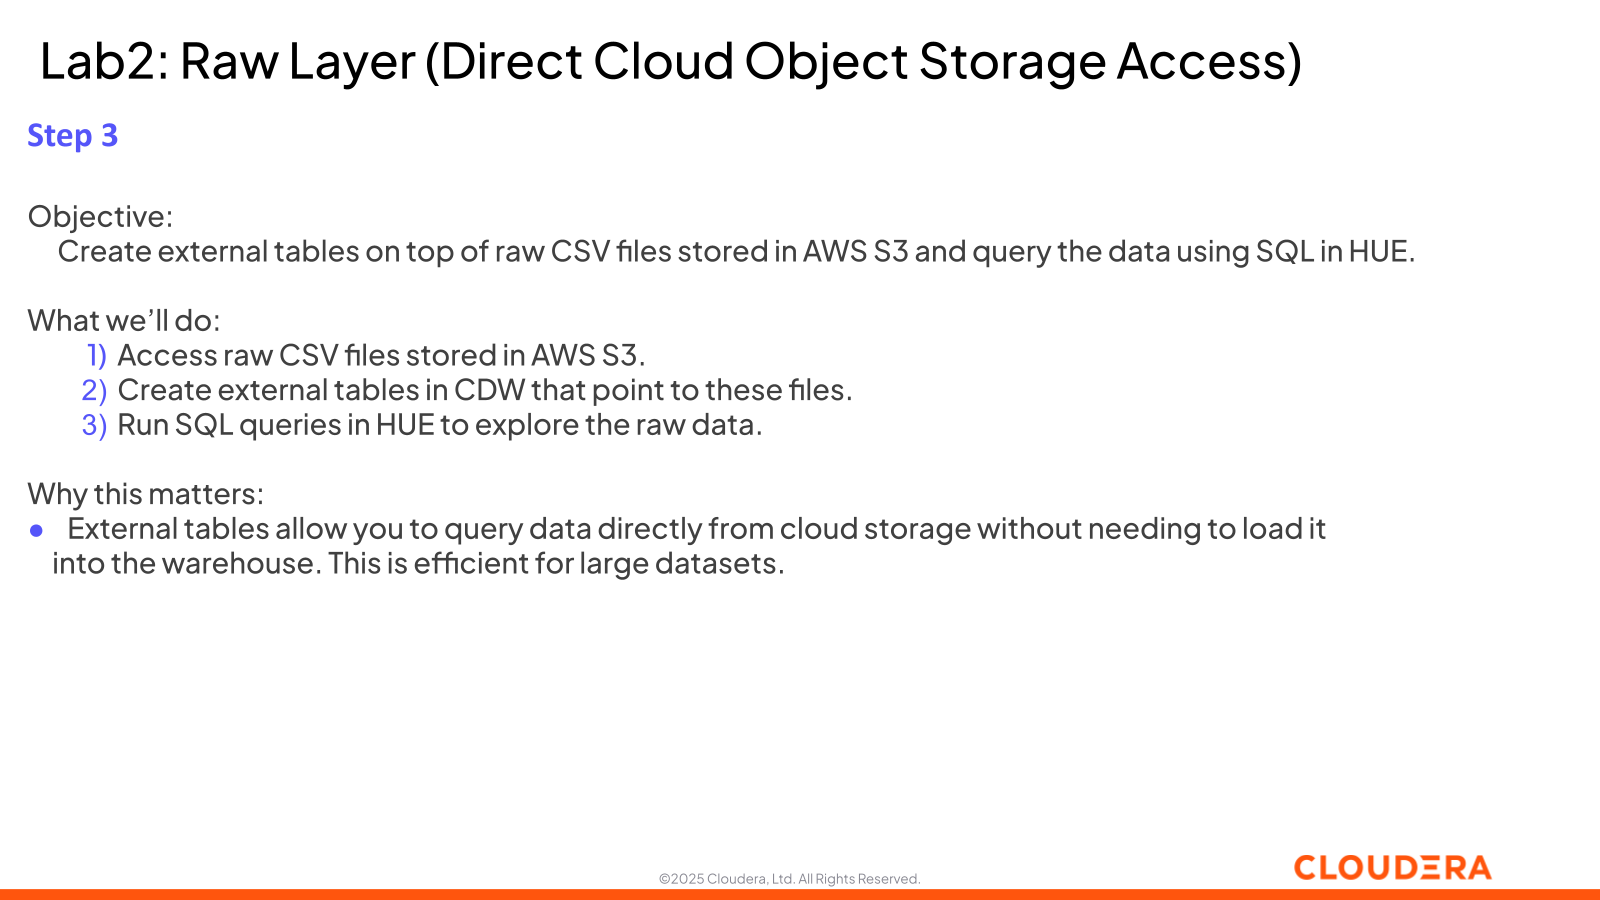 Lab2: Raw Layer (Direct Cloud Object Storage Access)
Step 3
Objective:
Create external tables on top of raw CSV files stored in AWS S3 and query the data using SQL in HUE.
What we’ll do:
1) Access raw CSV files stored in AWS S3.
2) Create external tables in CDW that point to these files.
3) Run SQL queries in HUE to explore the raw data.
Why this matters:
● External tables allow you to query data directly from cloud storage without needing to load it
into the warehouse. This is efficient for large datasets.
©2025 Cloudera, Ltd. All Rights Reserved.
CLOUDERA